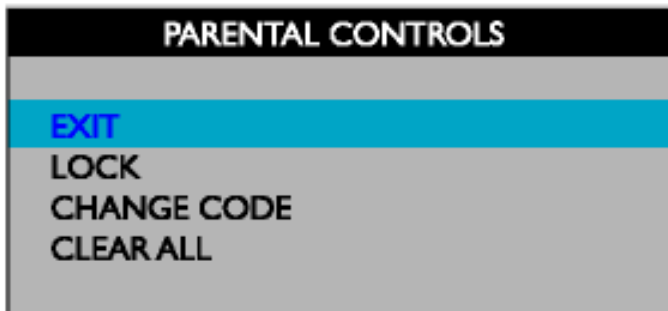 PARENTAL CONTROLS
EXIT
LOCK
CHANGE CODE
CLEAR ALL